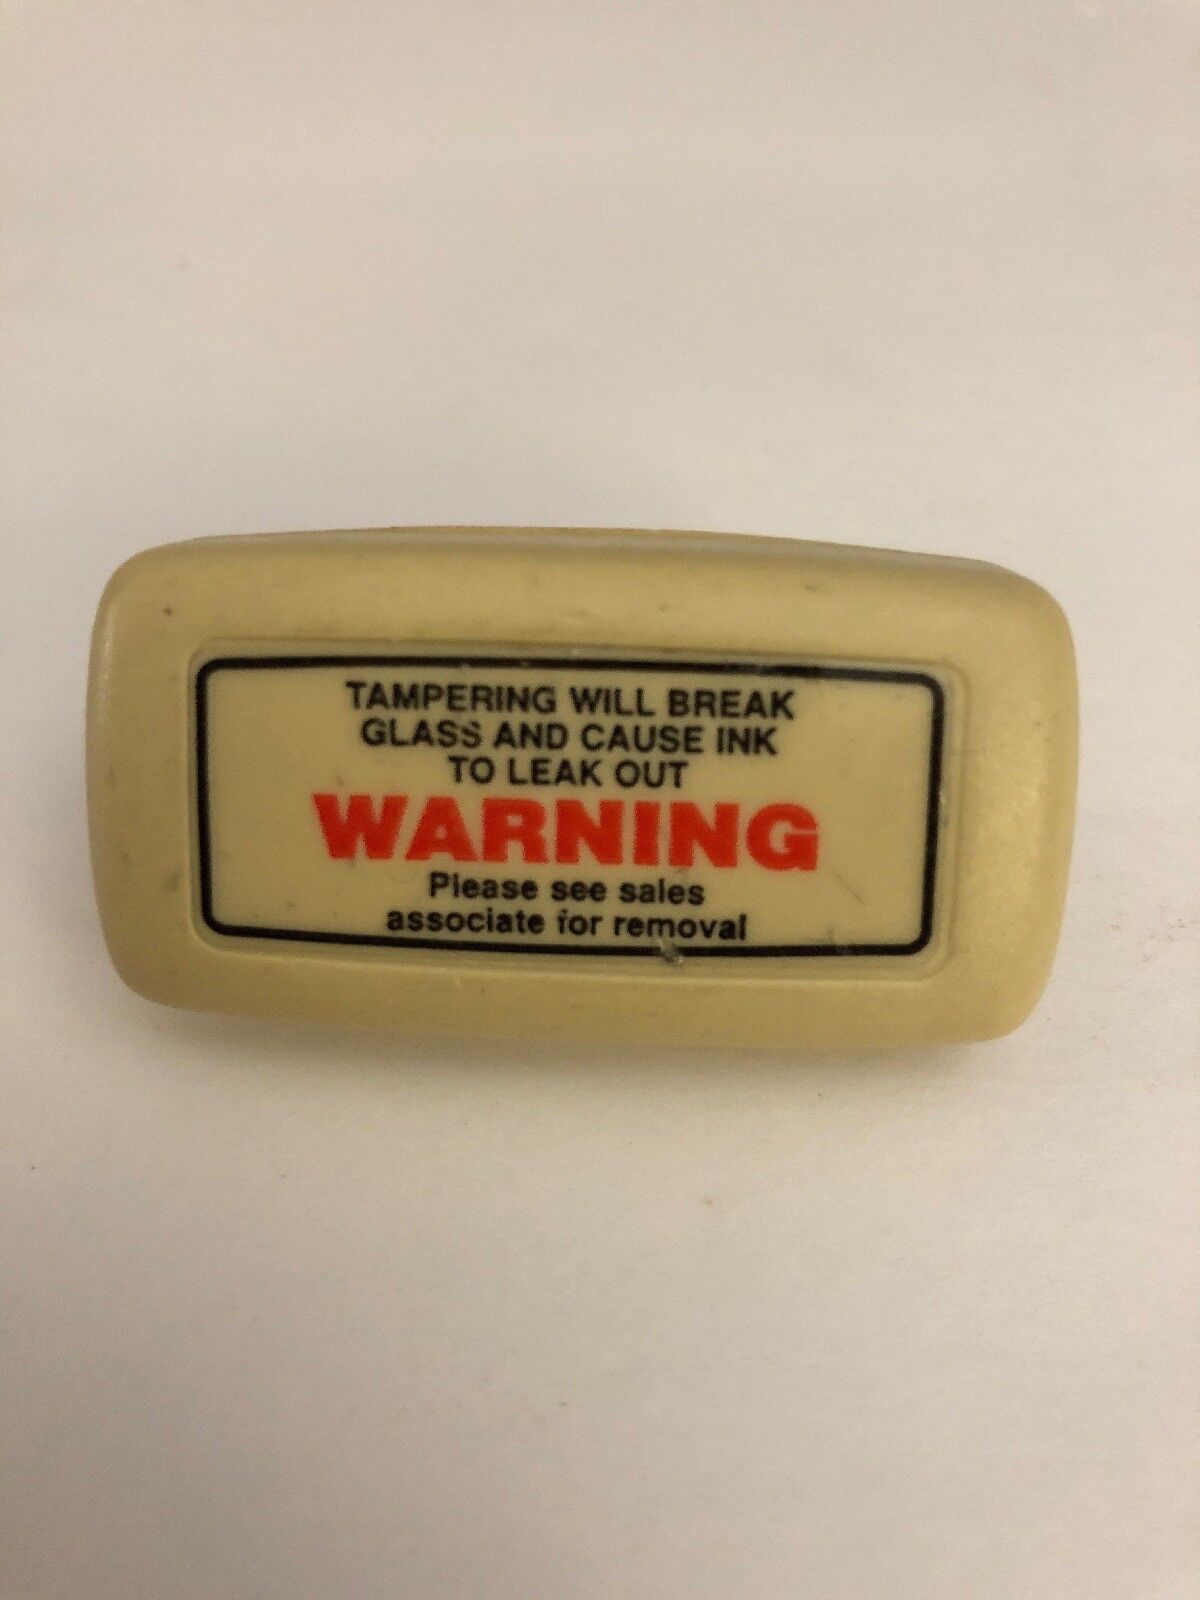 TAMPERING WILL BREAK
GLASS AND CAUSE INK
TO LEAK OUT
WARNING
Please see sales
associate for removal